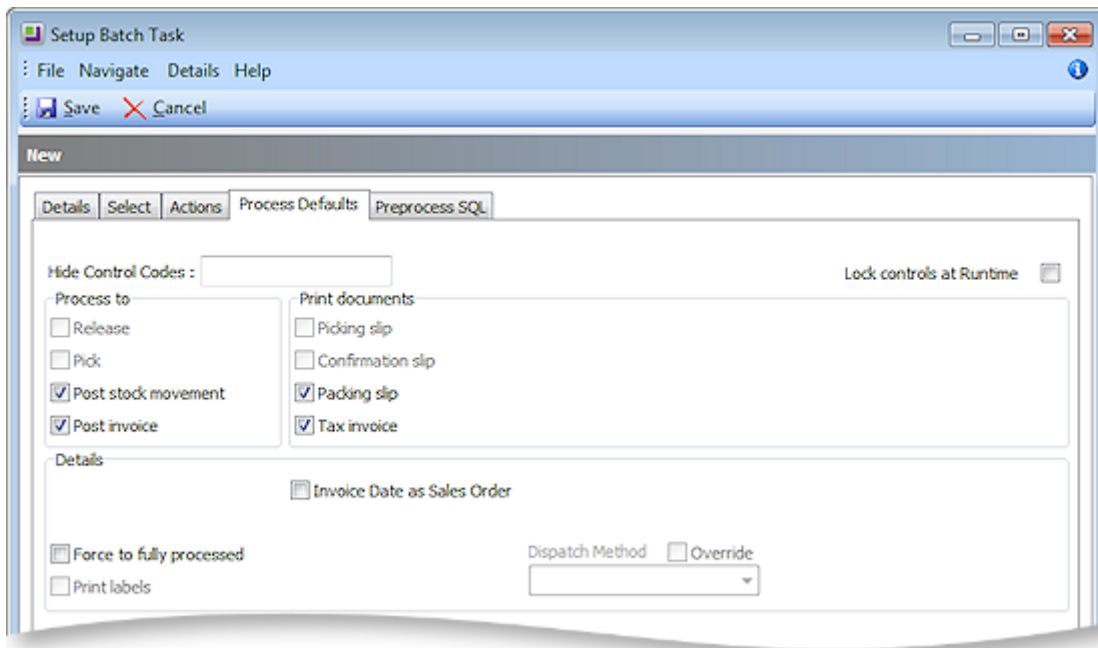 Setup Batch Task
File Navigate Details Help
Save Cancel
New
Details Select Actions Process Defaults Preprocess SQL
Hide Control Codes : Lock controls at Runtime
Process to Print documents
Release Picking slip
Pick Confirmation slip
Post stock movement Packing slip
Post invoice Tax invoice
Details
Invoice Date as Sales Order
Force to fully processed Dispatch Method Override
Print labels